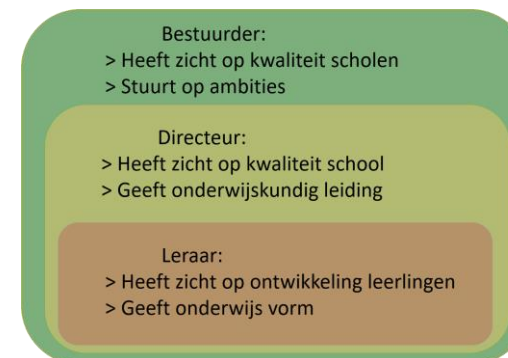 Bestuurder:
> Heeft zicht op kwaliteit scholen
> Stuurt op ambities
Directeur:
> Heeft zicht op kwaliteit school
> Geeft onderwijskundig leiding
Leraar:
> Heeft zicht op ontwikkeling leerlingen
> Geeft onderwijs vorm